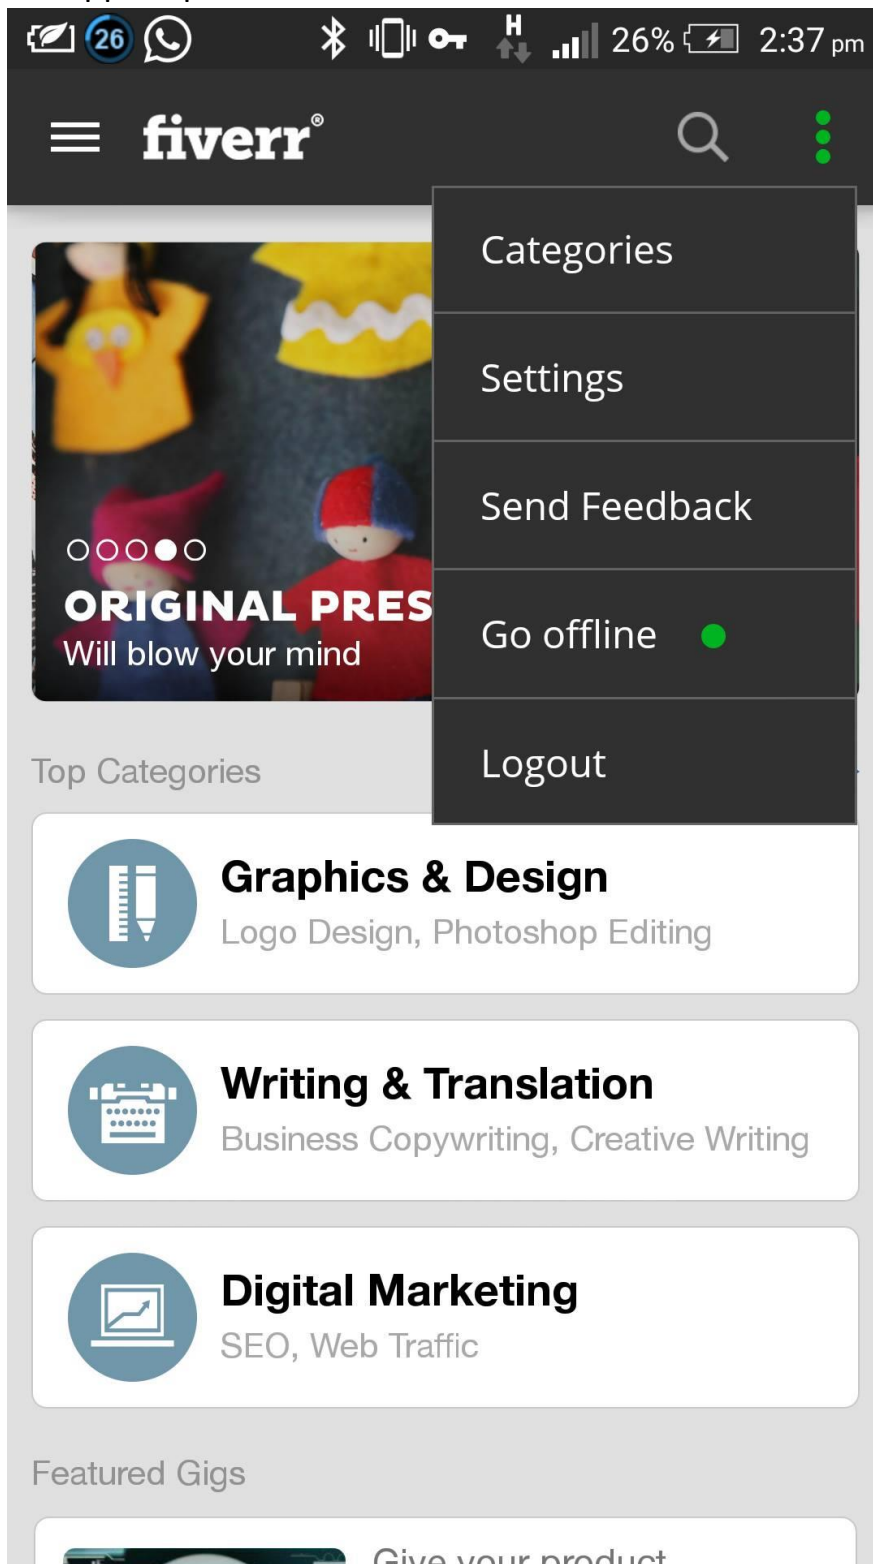 26 H 26% 2:37 pm
fiverr®
Categories
Settings
Send Feedback
Go offline
Logout
ORIGINAL PRES
Will blow your mind
Top Categories
Graphics & Design
Logo Design, Photoshop Editing
Writing & Translation
Business Copywriting, Creative Writing
Digital Marketing
SEO, Web Traffic
Featured Gigs
Give your product